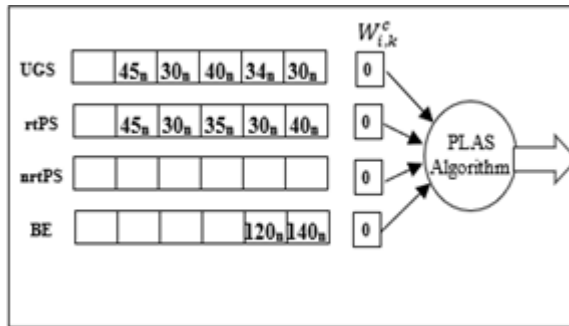 W^c_{i,k}
UGS 45n 30n 40n 34n 30n 0
rtPS 45n 30n 35n 30n 40n 0
PLAS
Algorithm
nrtPS 0
BE 120n 140n 0